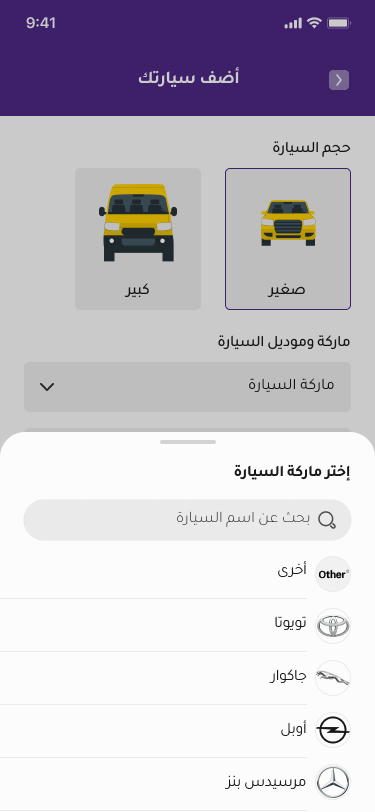 9:41
أضف سيارتك
حجم السيارة
صغير
كبير
ماركة وموديل السيارة
ماركة السيارة
إختر ماركة السيارة
بحث عن اسم السيارة
Other
أخرى
تويوتا
جاكوار
أوبل
مرسيدس بنز